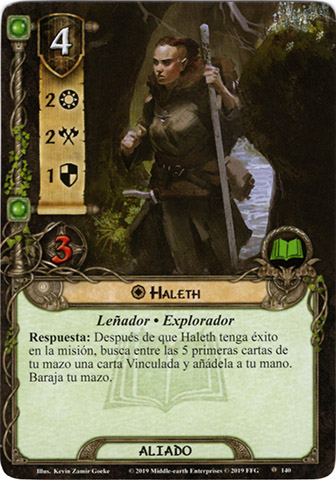 4
2
2
1
3
HALETH
Leñador • Explorador
Respuesta: Después de que Haleth tenga éxito
en la misión, busca entre las 5 primeras cartas de
tu mazo una carta Vinculada y añádela a tu mano.
Baraja tu mazo.
ALIADO
Illus. Kevin Zamir Goeke © 2019 Middle-earth Enterprises © 2019 FFG 140